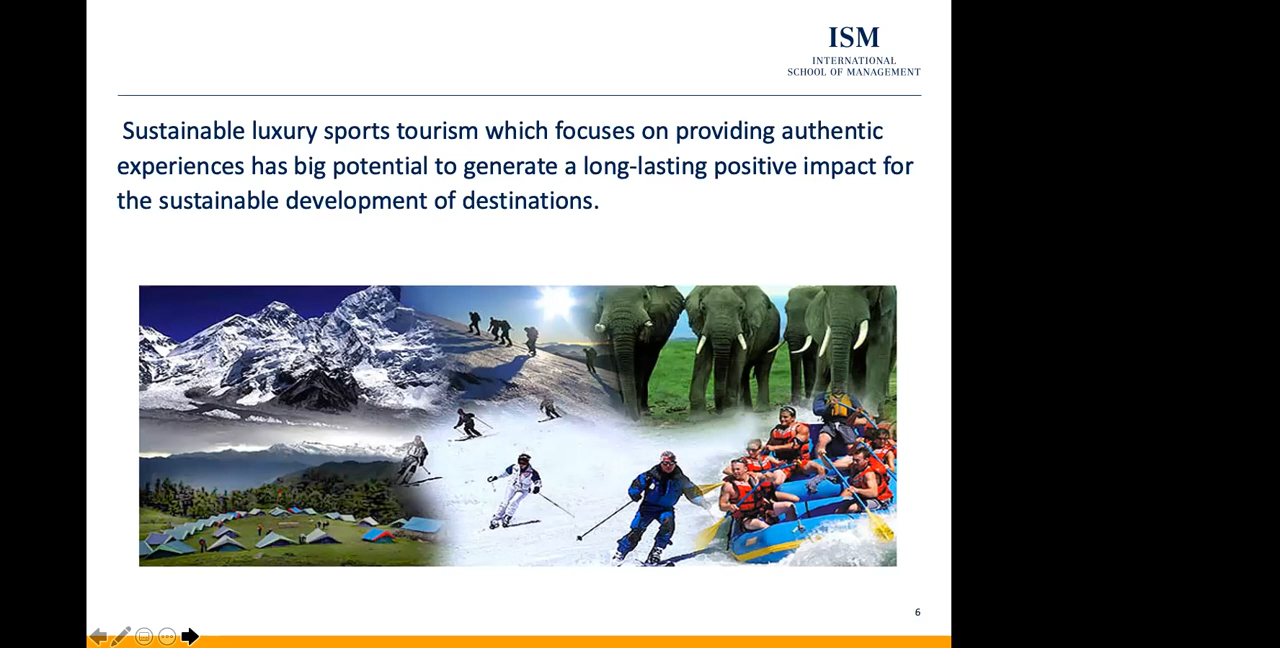 ISM
INTERNATIONAL
SCHOOL OF MANAGEMENT
Sustainable luxury sports tourism which focuses on providing authentic
experiences has big potential to generate a long-lasting positive impact for
the sustainable development of destinations.
6